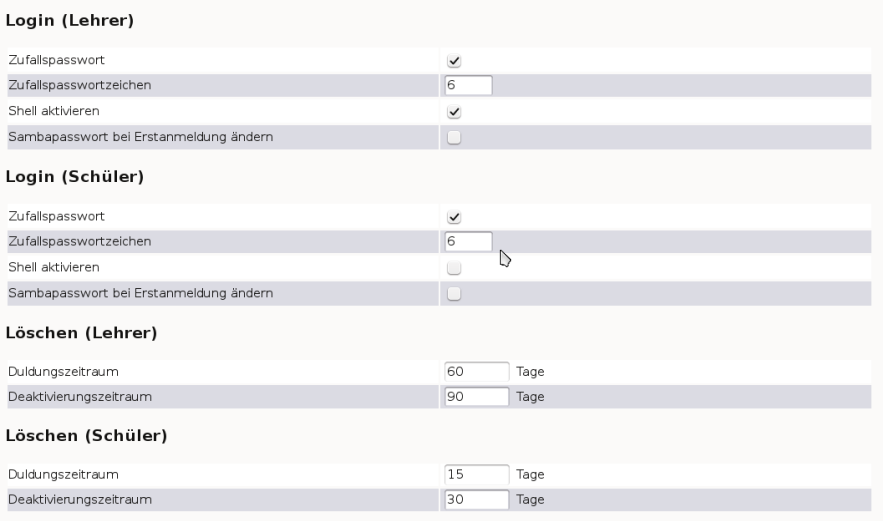 Login (Lehrer)
Zufallspasswort
Zufallspasswortzeichen 6
Shell aktivieren
Sambapasswort bei Erstanmeldung ändern
Login (Schüler)
Zufallspasswort
Zufallspasswortzeichen 6
Shell aktivieren
Sambapasswort bei Erstanmeldung ändern
Löschen (Lehrer)
Duldungszeitraum 60 Tage
Deaktivierungszeitraum 90 Tage
Löschen (Schüler)
Duldungszeitraum 15 Tage
Deaktivierungszeitraum 30 Tage